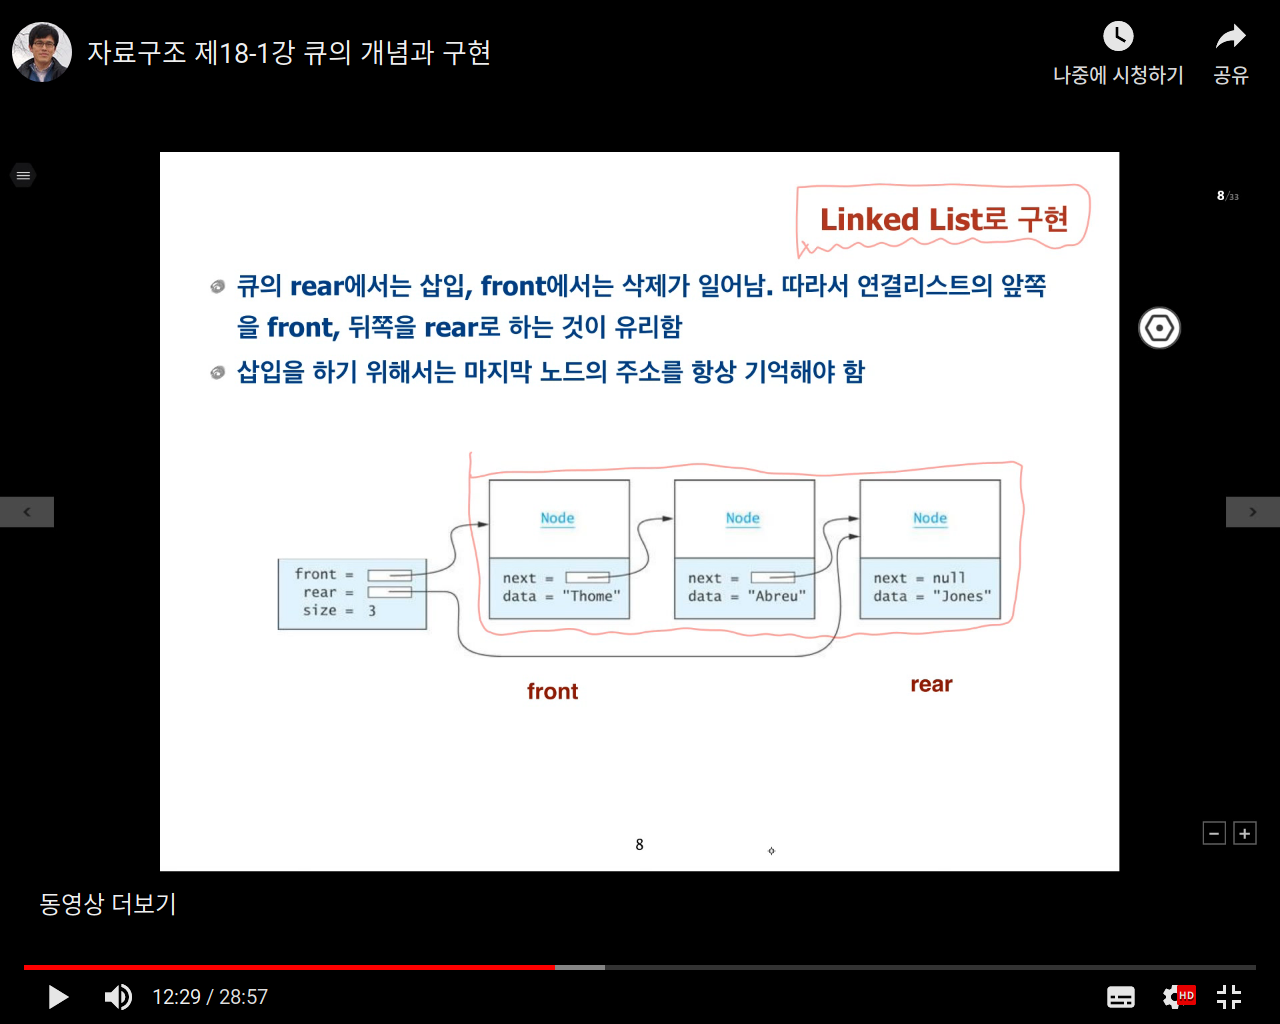 자료구조 제18-1강 큐의 개념과 구현
나중에 시청하기
공유
8/33
Linked List로 구현
큐의 rear에서는 삽입, front에서는 삭제가 일어남. 따라서 연결리스트의 앞쪽
을 front, 뒤쪽을 rear로 하는 것이 유리함
삽입을 하기 위해서는 마지막 노드의 주소를 항상 기억해야 함
front =
rear =
size = 3
Node
next =
data = "Thome"
Node
next =
data = "Abreu"
Node
next = null
data = "Jones"
front
rear
8
동영상 더보기
12:29 / 28:57
HD